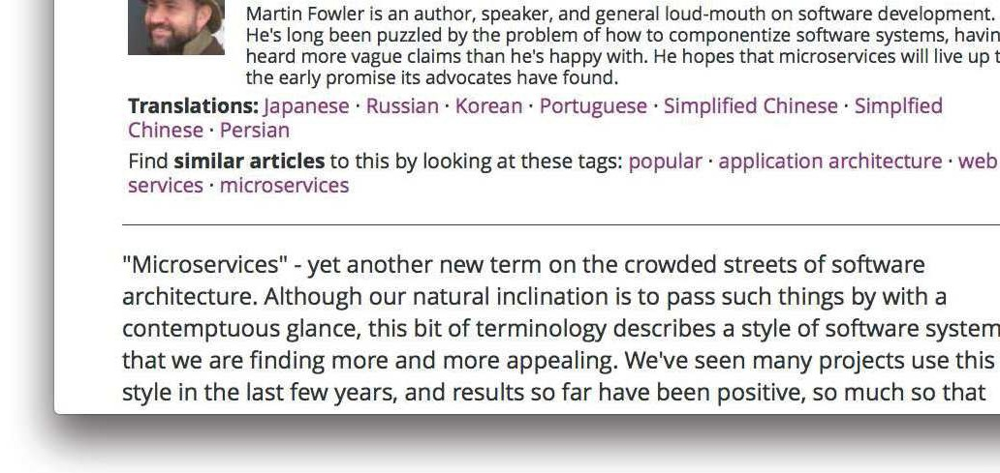 Martin Fowler is an author, speaker, and general loud-mouth on software development.
He's long been puzzled by the problem of how to componentize software systems,
heard more vague claims than he's happy with. He hopes that microservices will live up
the early promise its advocates have found.
Translations: Japanese · Russian · Korean · Portuguese · Simplified Chinese · Simplfied
Chinese · Persian
Find similar articles to this by looking at these tags: popular · application architecture · web
services · microservices
"Microservices" - yet another new term on the crowded streets of software
architecture. Although our natural inclination is to pass such things by with a
contemptuous glance, this bit of terminology describes a style of software system
that we are finding more and more appealing. We've seen many projects use this
style in the last few years, and results so far have been positive, so much so that